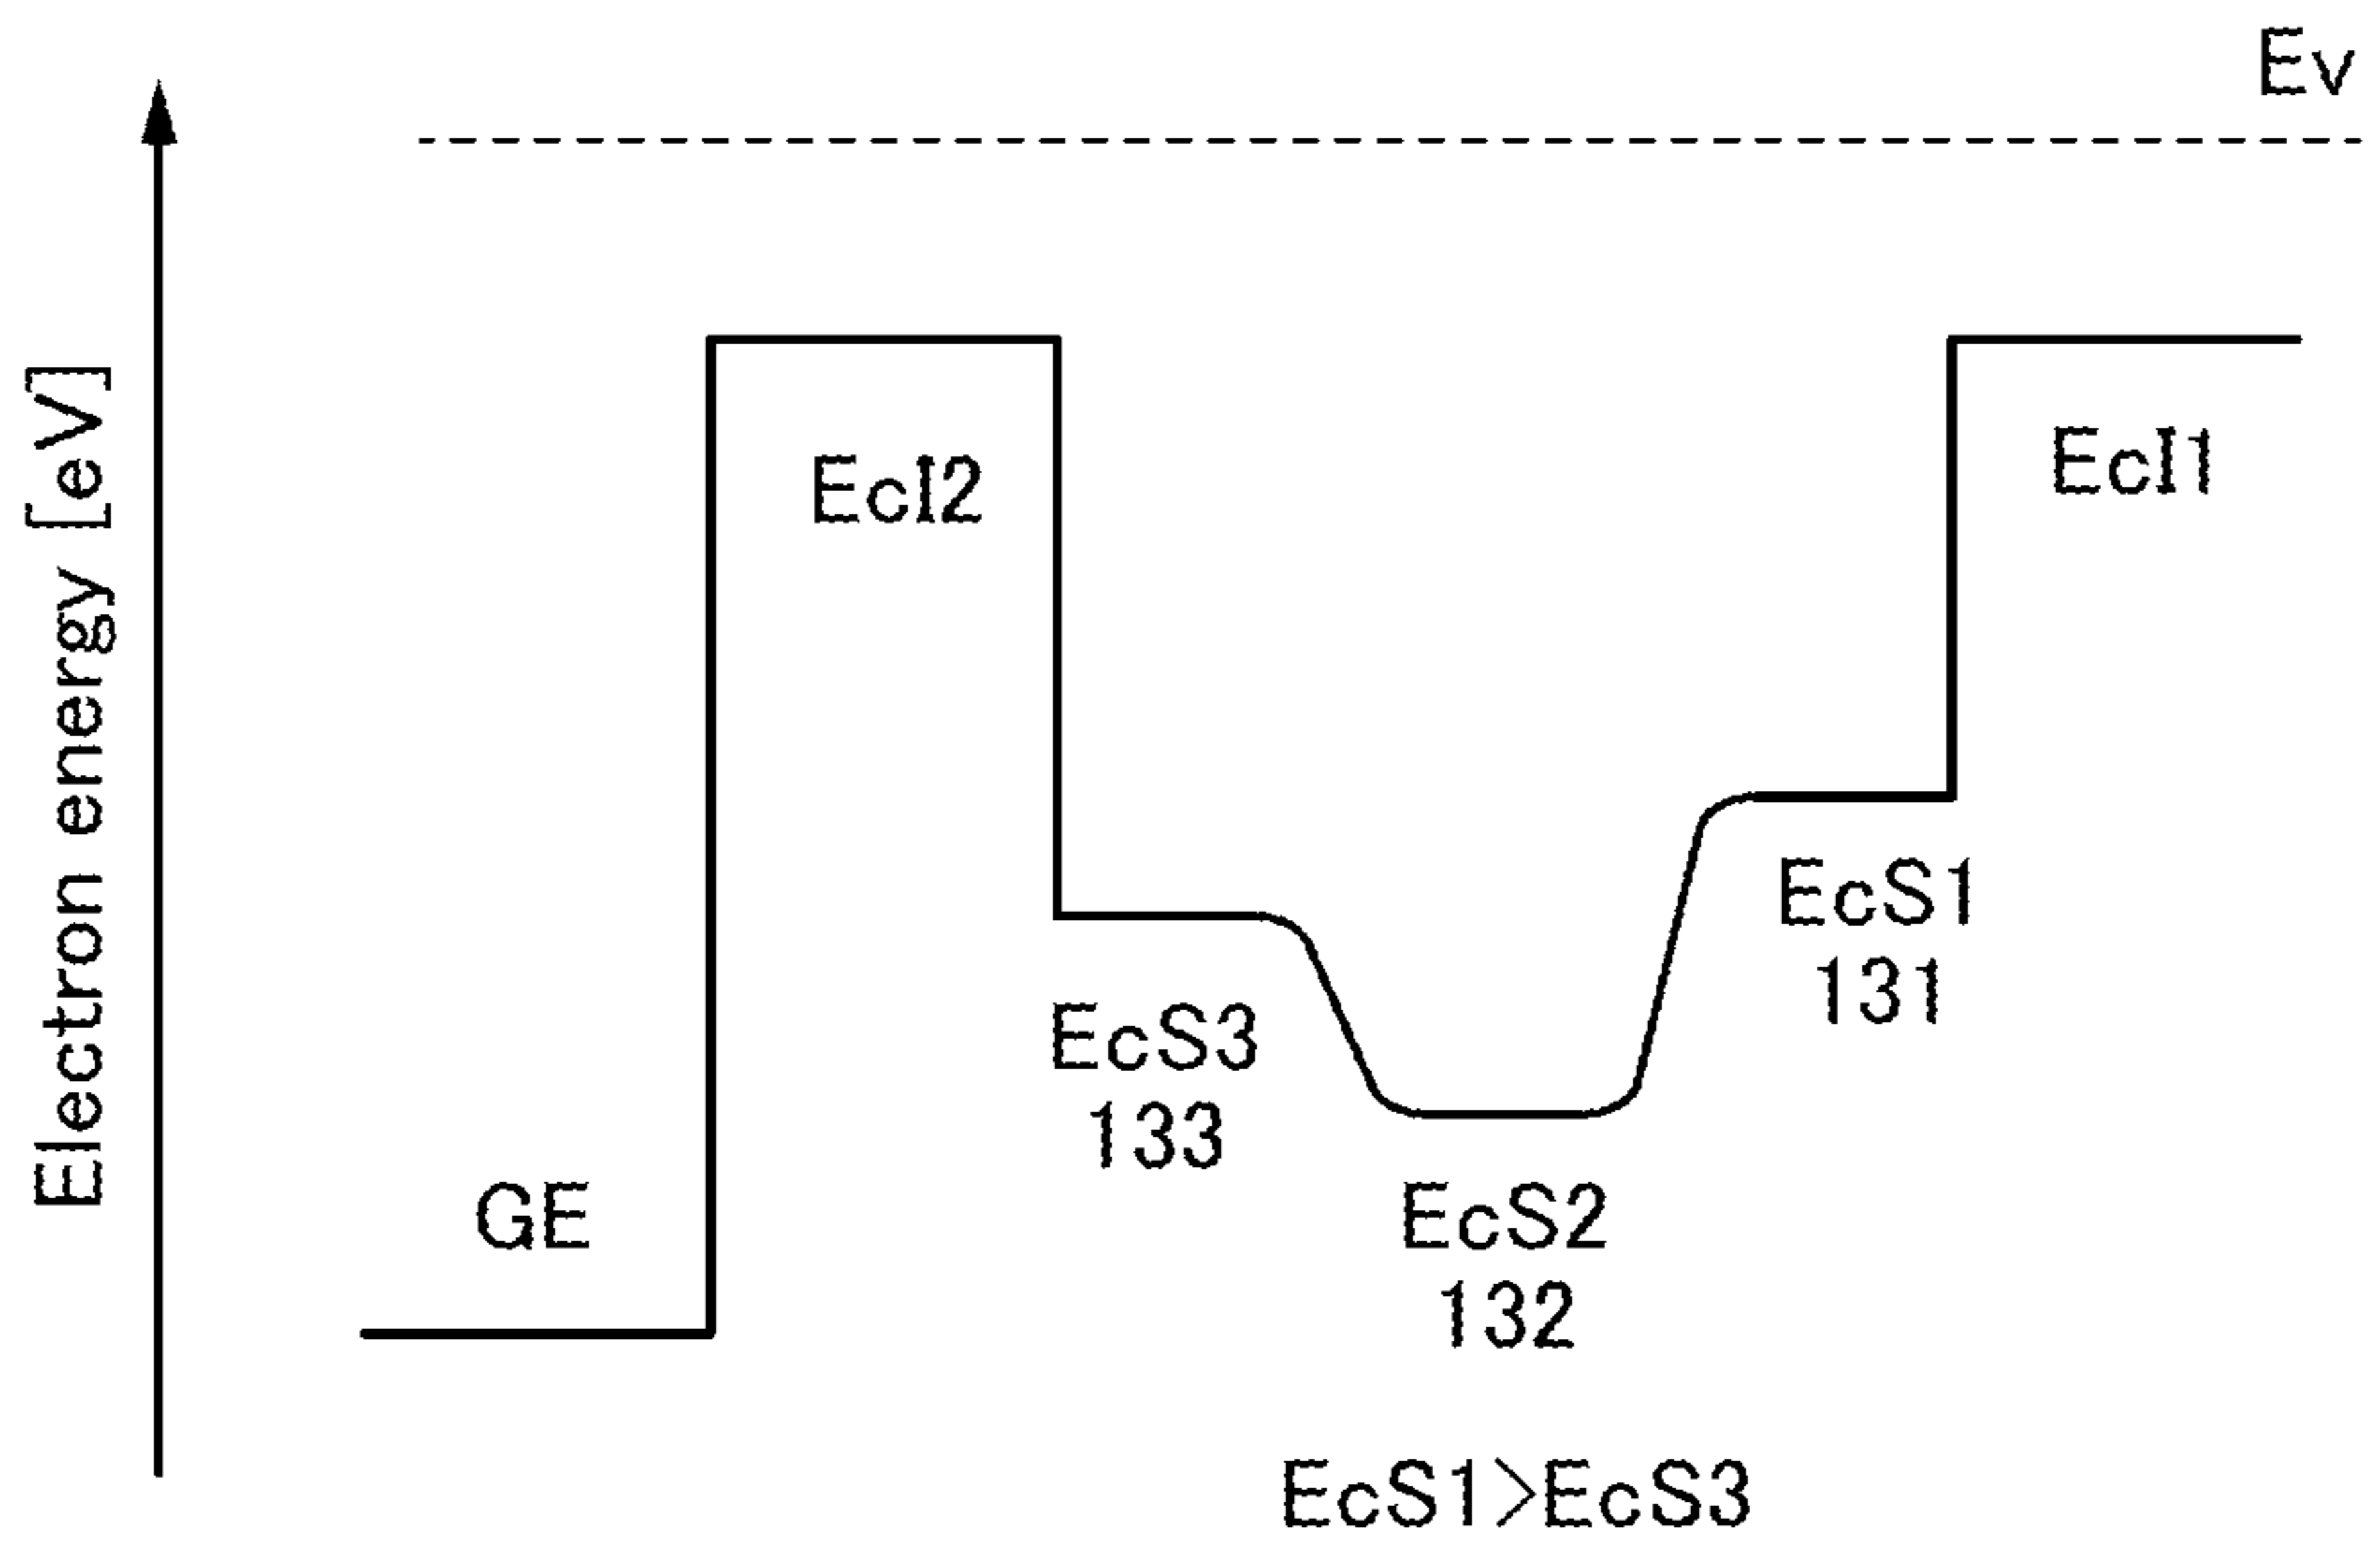 Ev
Electron energy [eV]
EcI2
EcI1
EcS1
131
EcS3
133
GE
EcS2
132
EcS1>EcS3